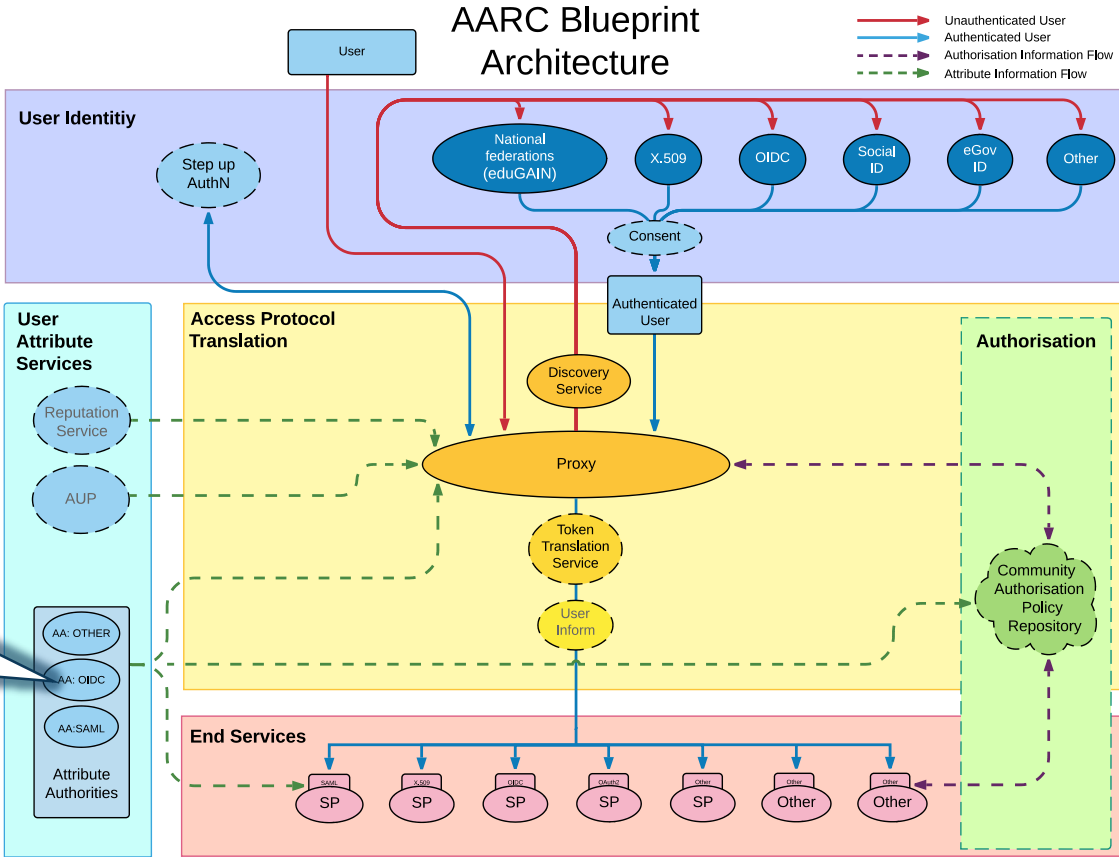 AARC Blueprint
Architecture
Unauthenticated User
Authenticated User
Authorisation Information Flow
Attribute Information Flow
User
User Identitiy
Step up
AuthN
National
federations
(eduGAIN)
X.509
OIDC
Social
ID
eGov
ID
Other
Consent
Authenticated
User
User
Attribute
Services
Reputation
Service
AUP
AA: OTHER
AA: OIDC
AA:SAML
Attribute
Authorities
Access Protocol
Translation
Discovery
Service
Proxy
Token
Translation
Service
User
Inform
Authorisation
Community
Authorisation
Policy
Repository
End Services
SAML
SP
X.509
SP
OIDC
SP
OAuth2
SP
Other
SP
Other
Other
Other
Other